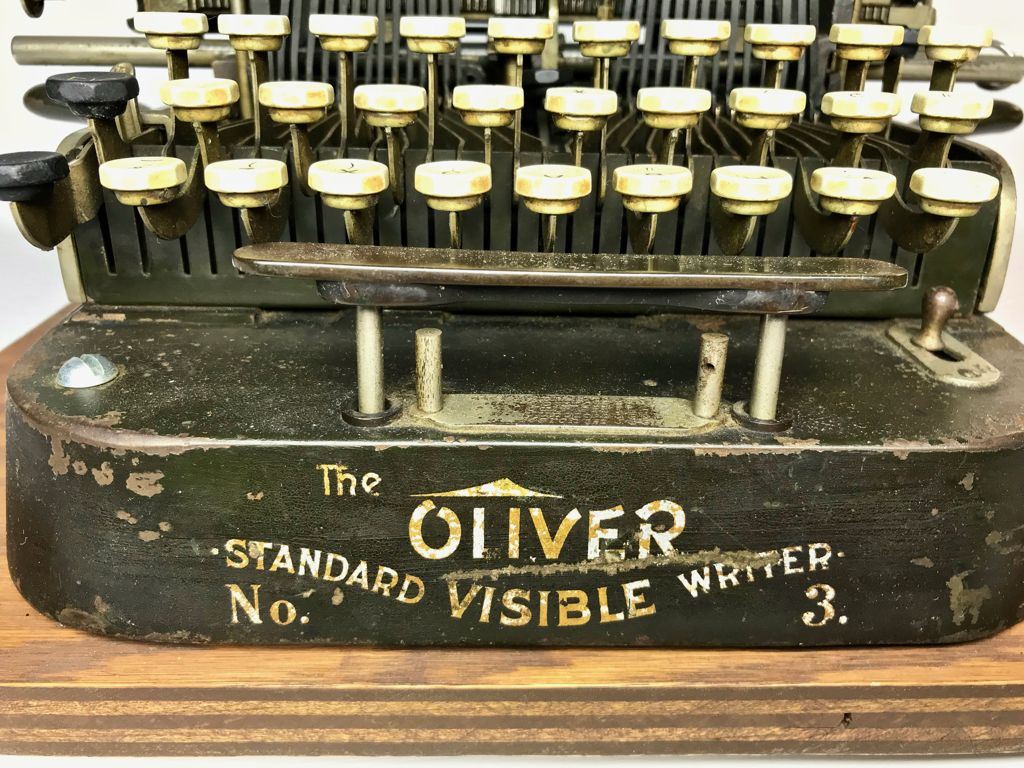 The
OLIVER
·STANDARD VISIBLE WRITER·
No. 3.